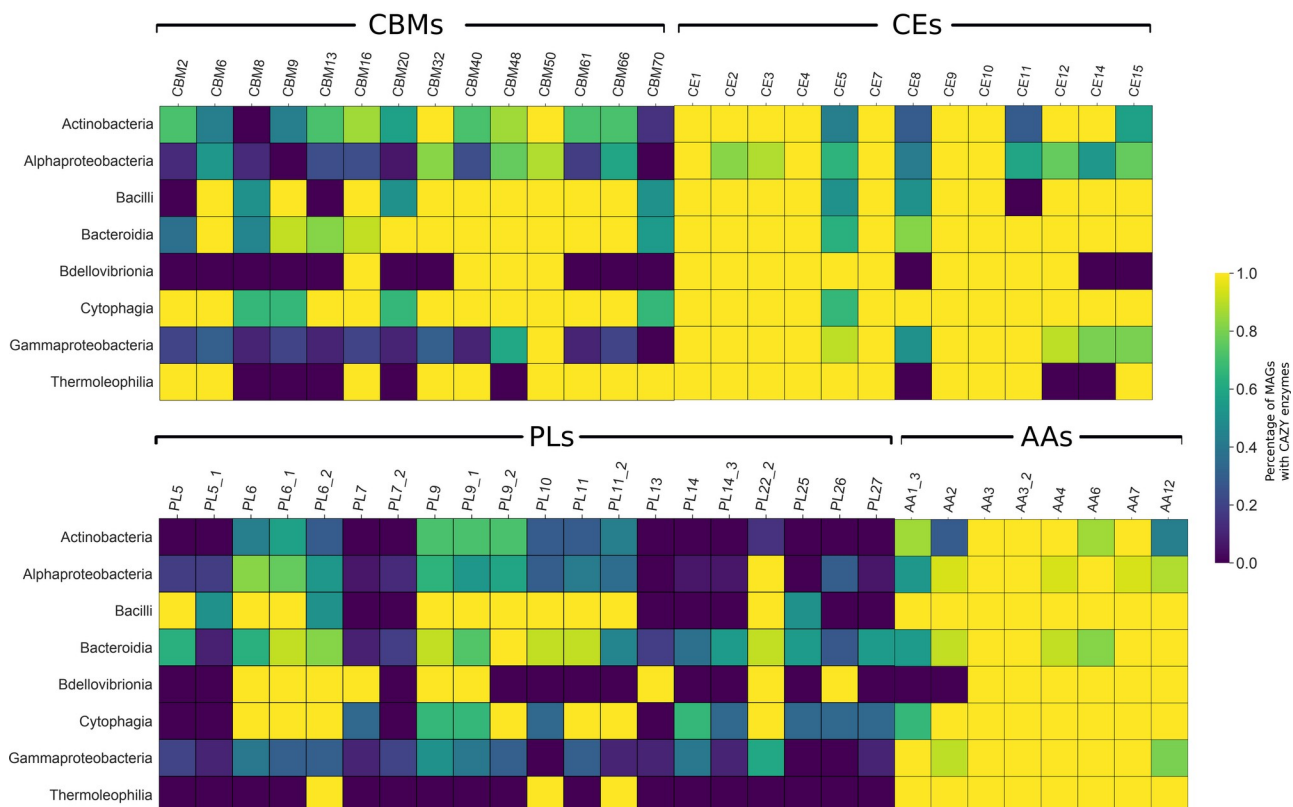 CBMs
CEs
CBM2 CBM6 CBM8 CBM9 CBM13 CBM16 CBM20 CBM32 CBM40 CBM48 CBM50 CBM61 CBM66 CBM70 CE1 CE2 CE3 CE4 CE5 CE7 CE8 CE9 CE10 CE11 CE12 CE14 CE15
Actinobacteria
Alphaproteobacteria
Bacilli
Bacteroidia
Bdellovibrionia
Cytophagia
Gammaproteobacteria
Thermoleophilia
PLs
AAs
PL5 PL5_1 PL6 PL6_1 PL6_2 PL7 PL7_2 PL9 PL9_1 PL9_2 PL10 PL11 PL11_2 PL13 PL14 PL14_3 PL22_2 PL25 PL26 PL27 AA1_3 AA2 AA3 AA3_2 AA4 AA6 AA7 AA12
Actinobacteria
Alphaproteobacteria
Bacilli
Bacteroidia
Bdellovibrionia
Cytophagia
Gammaproteobacteria
Thermoleophilia
1.0
0.8
0.6
0.4
0.2
0.0
Percentage of MAGs
with CAZY enzymes